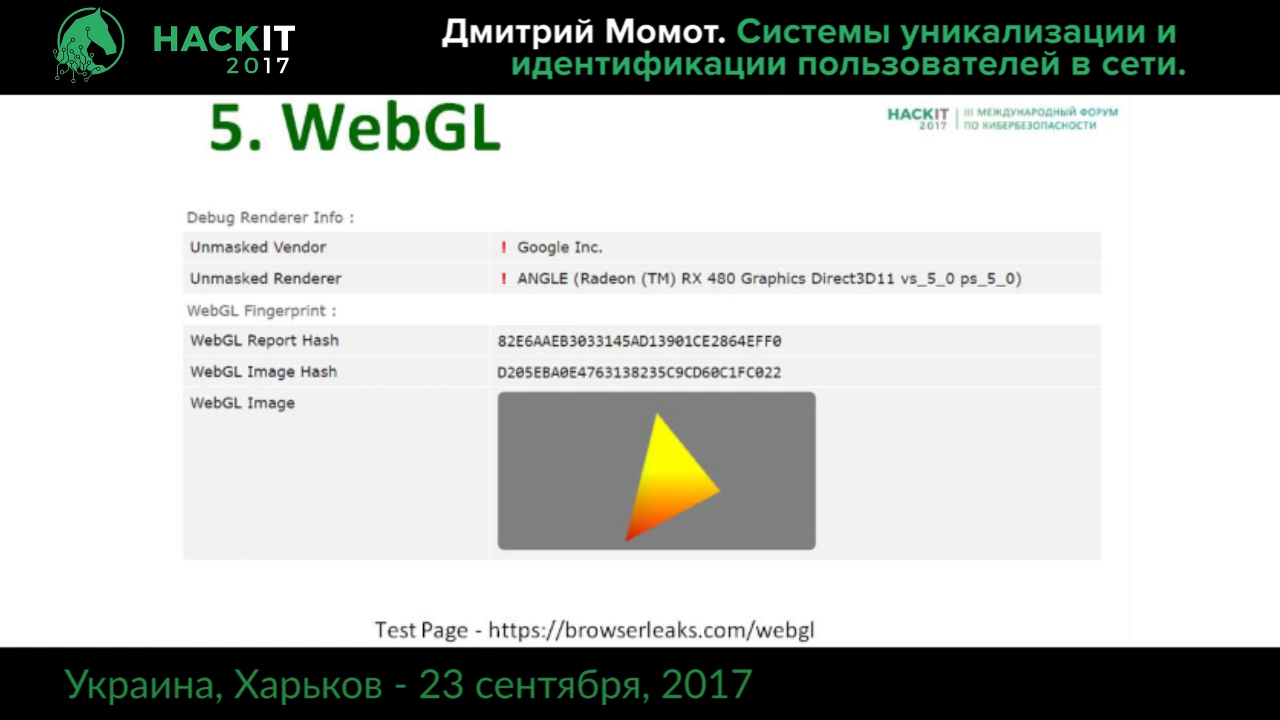 HACKIT
2017
Дмитрий Момот. Системы уникализации и
идентификации пользователей в сети.
5. WebGL
HACKIT
2017
III МЕЖДУНАРОДНЫЙ ФОРУМ
ПО КИБЕРБЕЗОПАСНОСТИ
Debug Renderer Info :
Unmasked Vendor ! Google Inc.
Unmasked Renderer ! ANGLE (Radeon (TM) RX 480 Graphics Direct3D11 vs_5_0 ps_5_0)
WebGL Fingerprint :
WebGL Report Hash 82E6AAEB3033145AD13901CE2864EFF0
WebGL Image Hash D205EBA0E4763138235C9CD60C1FC022
WebGL Image
Test Page - https://browserleaks.com/webgl
Украина, Харьков - 23 сентября, 2017